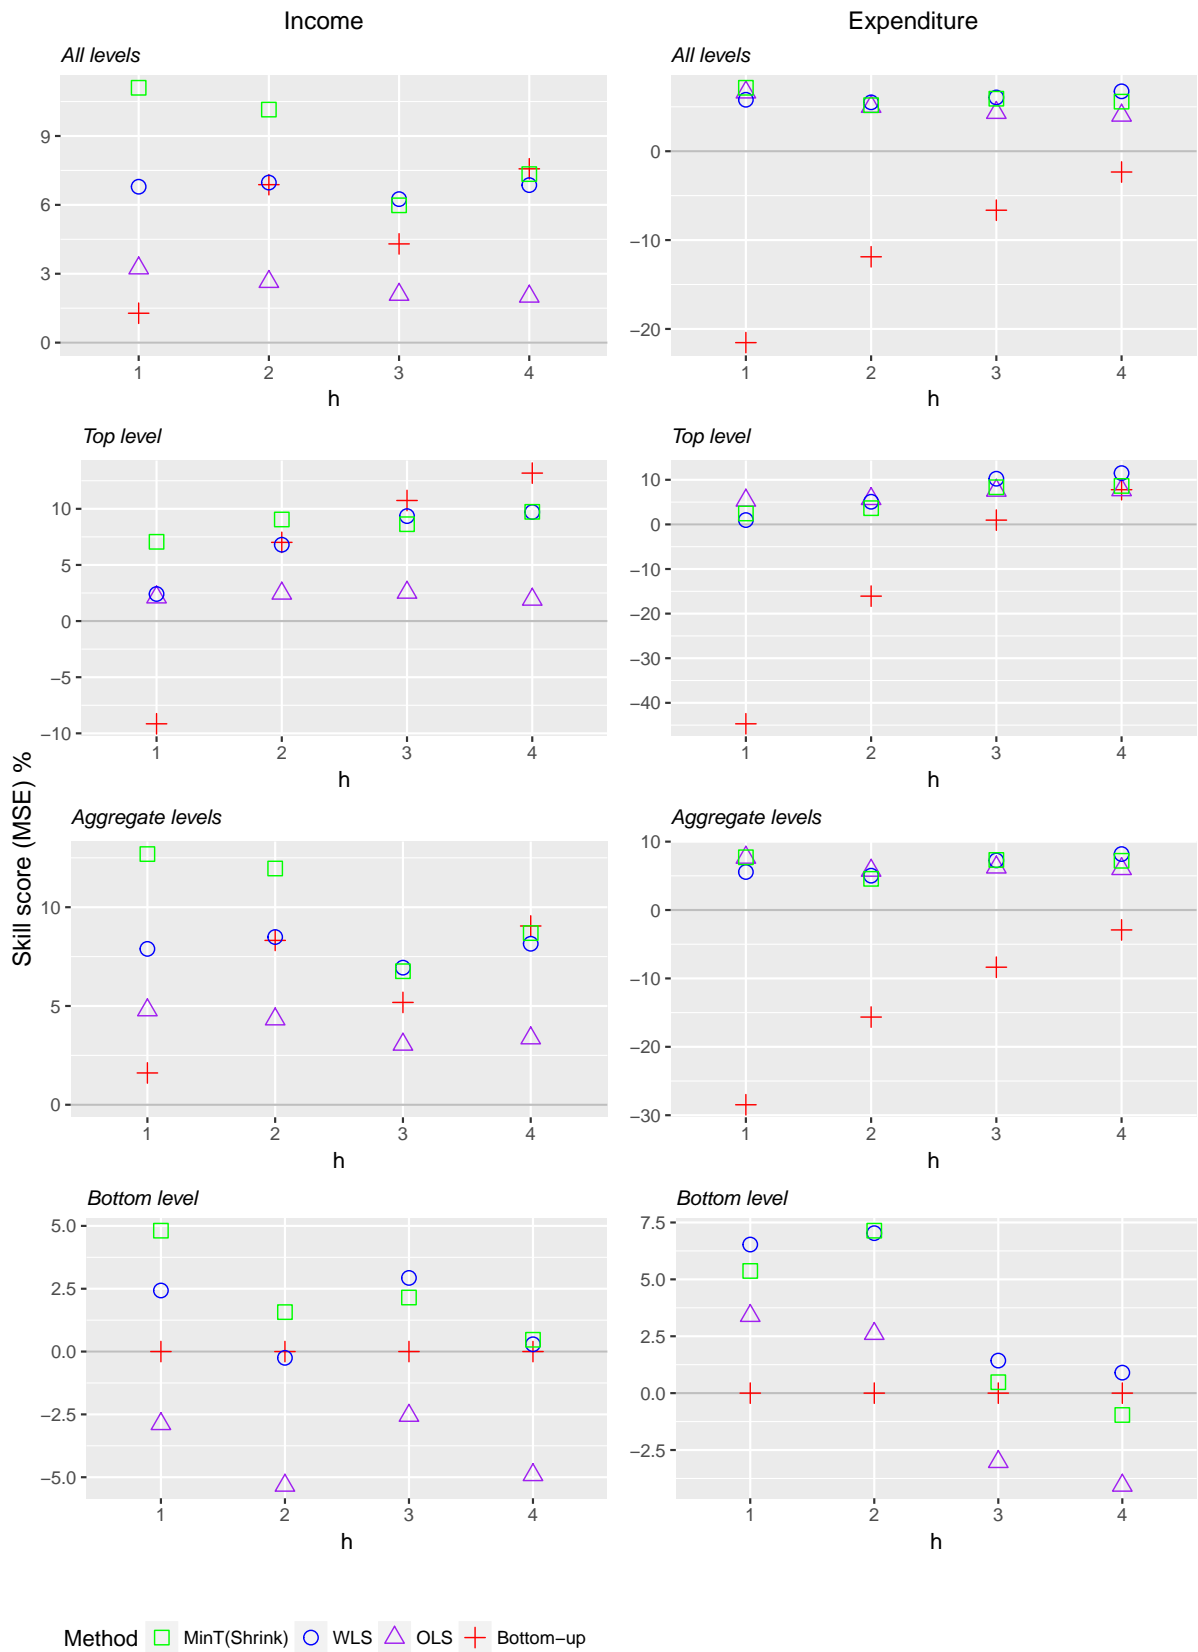 Income
Expenditure
All levels
9
6
3
0
1 2 3 4
h
All levels
0
−10
−20
1 2 3 4
h
Top level
10
5
0
−5
−10
1 2 3 4
h
Top level
10
0
−10
−20
−30
−40
1 2 3 4
h
Skill score (MSE) %
Aggregate levels
10
5
0
1 2 3 4
h
Aggregate levels
10
0
−10
−20
−30
1 2 3 4
h
Bottom level
5.0
2.5
0.0
−2.5
−5.0
1 2 3 4
h
Bottom level
7.5
5.0
2.5
0.0
−2.5
1 2 3 4
h
Method MinT(Shrink) WLS OLS Bottom−up